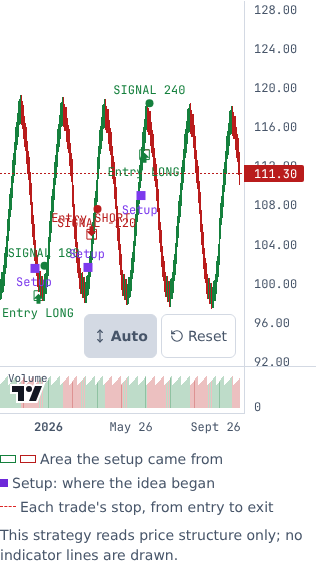 128.00
124.00
120.00
SIGNAL 240
116.00
112.00
Entry LONG
111.30
108.00
Setup
Entry SHORT
SIGNAL 120
104.00
SIGNAL 18
Setup
Setup
100.00
Entry LONG
96.00
Auto
Reset
92.00
Volume
0
2026
May 26
Sept 26
Area the setup came from
Setup: where the idea began
Each trade's stop, from entry to exit
This strategy reads price structure only; no
indicator lines are drawn.